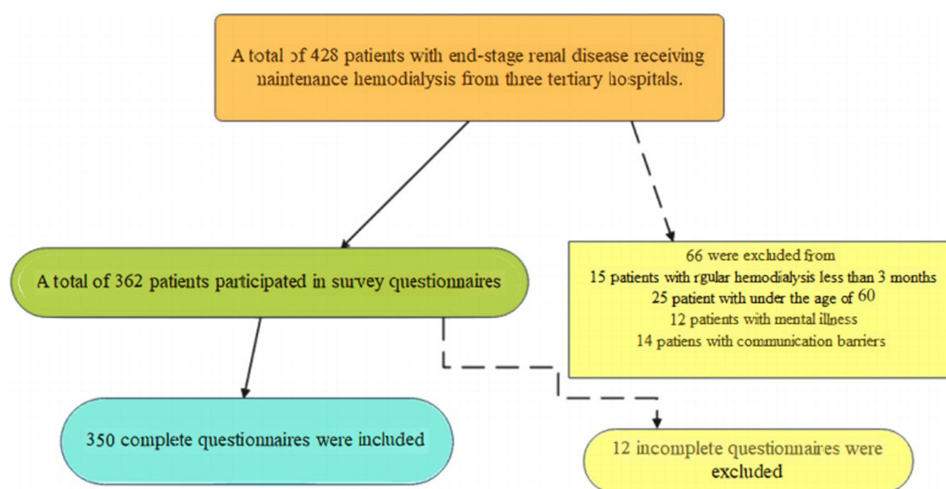 A total of 428 patients with end-stage renal disease receiving
maintenance hemodialysis from three tertiary hospitals.
A total of 362 patients participated in survey questionnaires
66 were excluded from
15 patients with rgular hemodialysis less than 3 months
25 patient with under the age of 60
12 patients with mental illness
14 patiens with communication barriers
350 complete questionnaires were included
12 incomplete questionnaires were
excluded